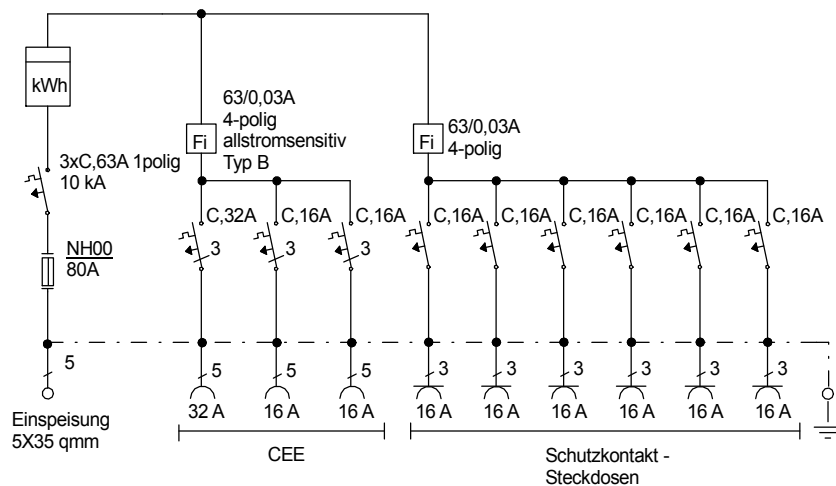 kWh
63/0,03A
4-polig
allstromsensitiv
Typ B
Fi
63/0,03A
4-polig
Fi
3xC,63A 1polig
10 kA
C,32A
C,16A
C,16A
C,16A
C,16A
C,16A
C,16A
C,16A
C,16A
3
3
3
NH00
80A
5
5
5
5
3
3
3
3
3
3
32 A
16 A
16 A
16 A
16 A
16 A
16 A
16 A
16 A
Einspeisung
5X35 qmm
CEE
Schutzkontakt -
Steckdosen